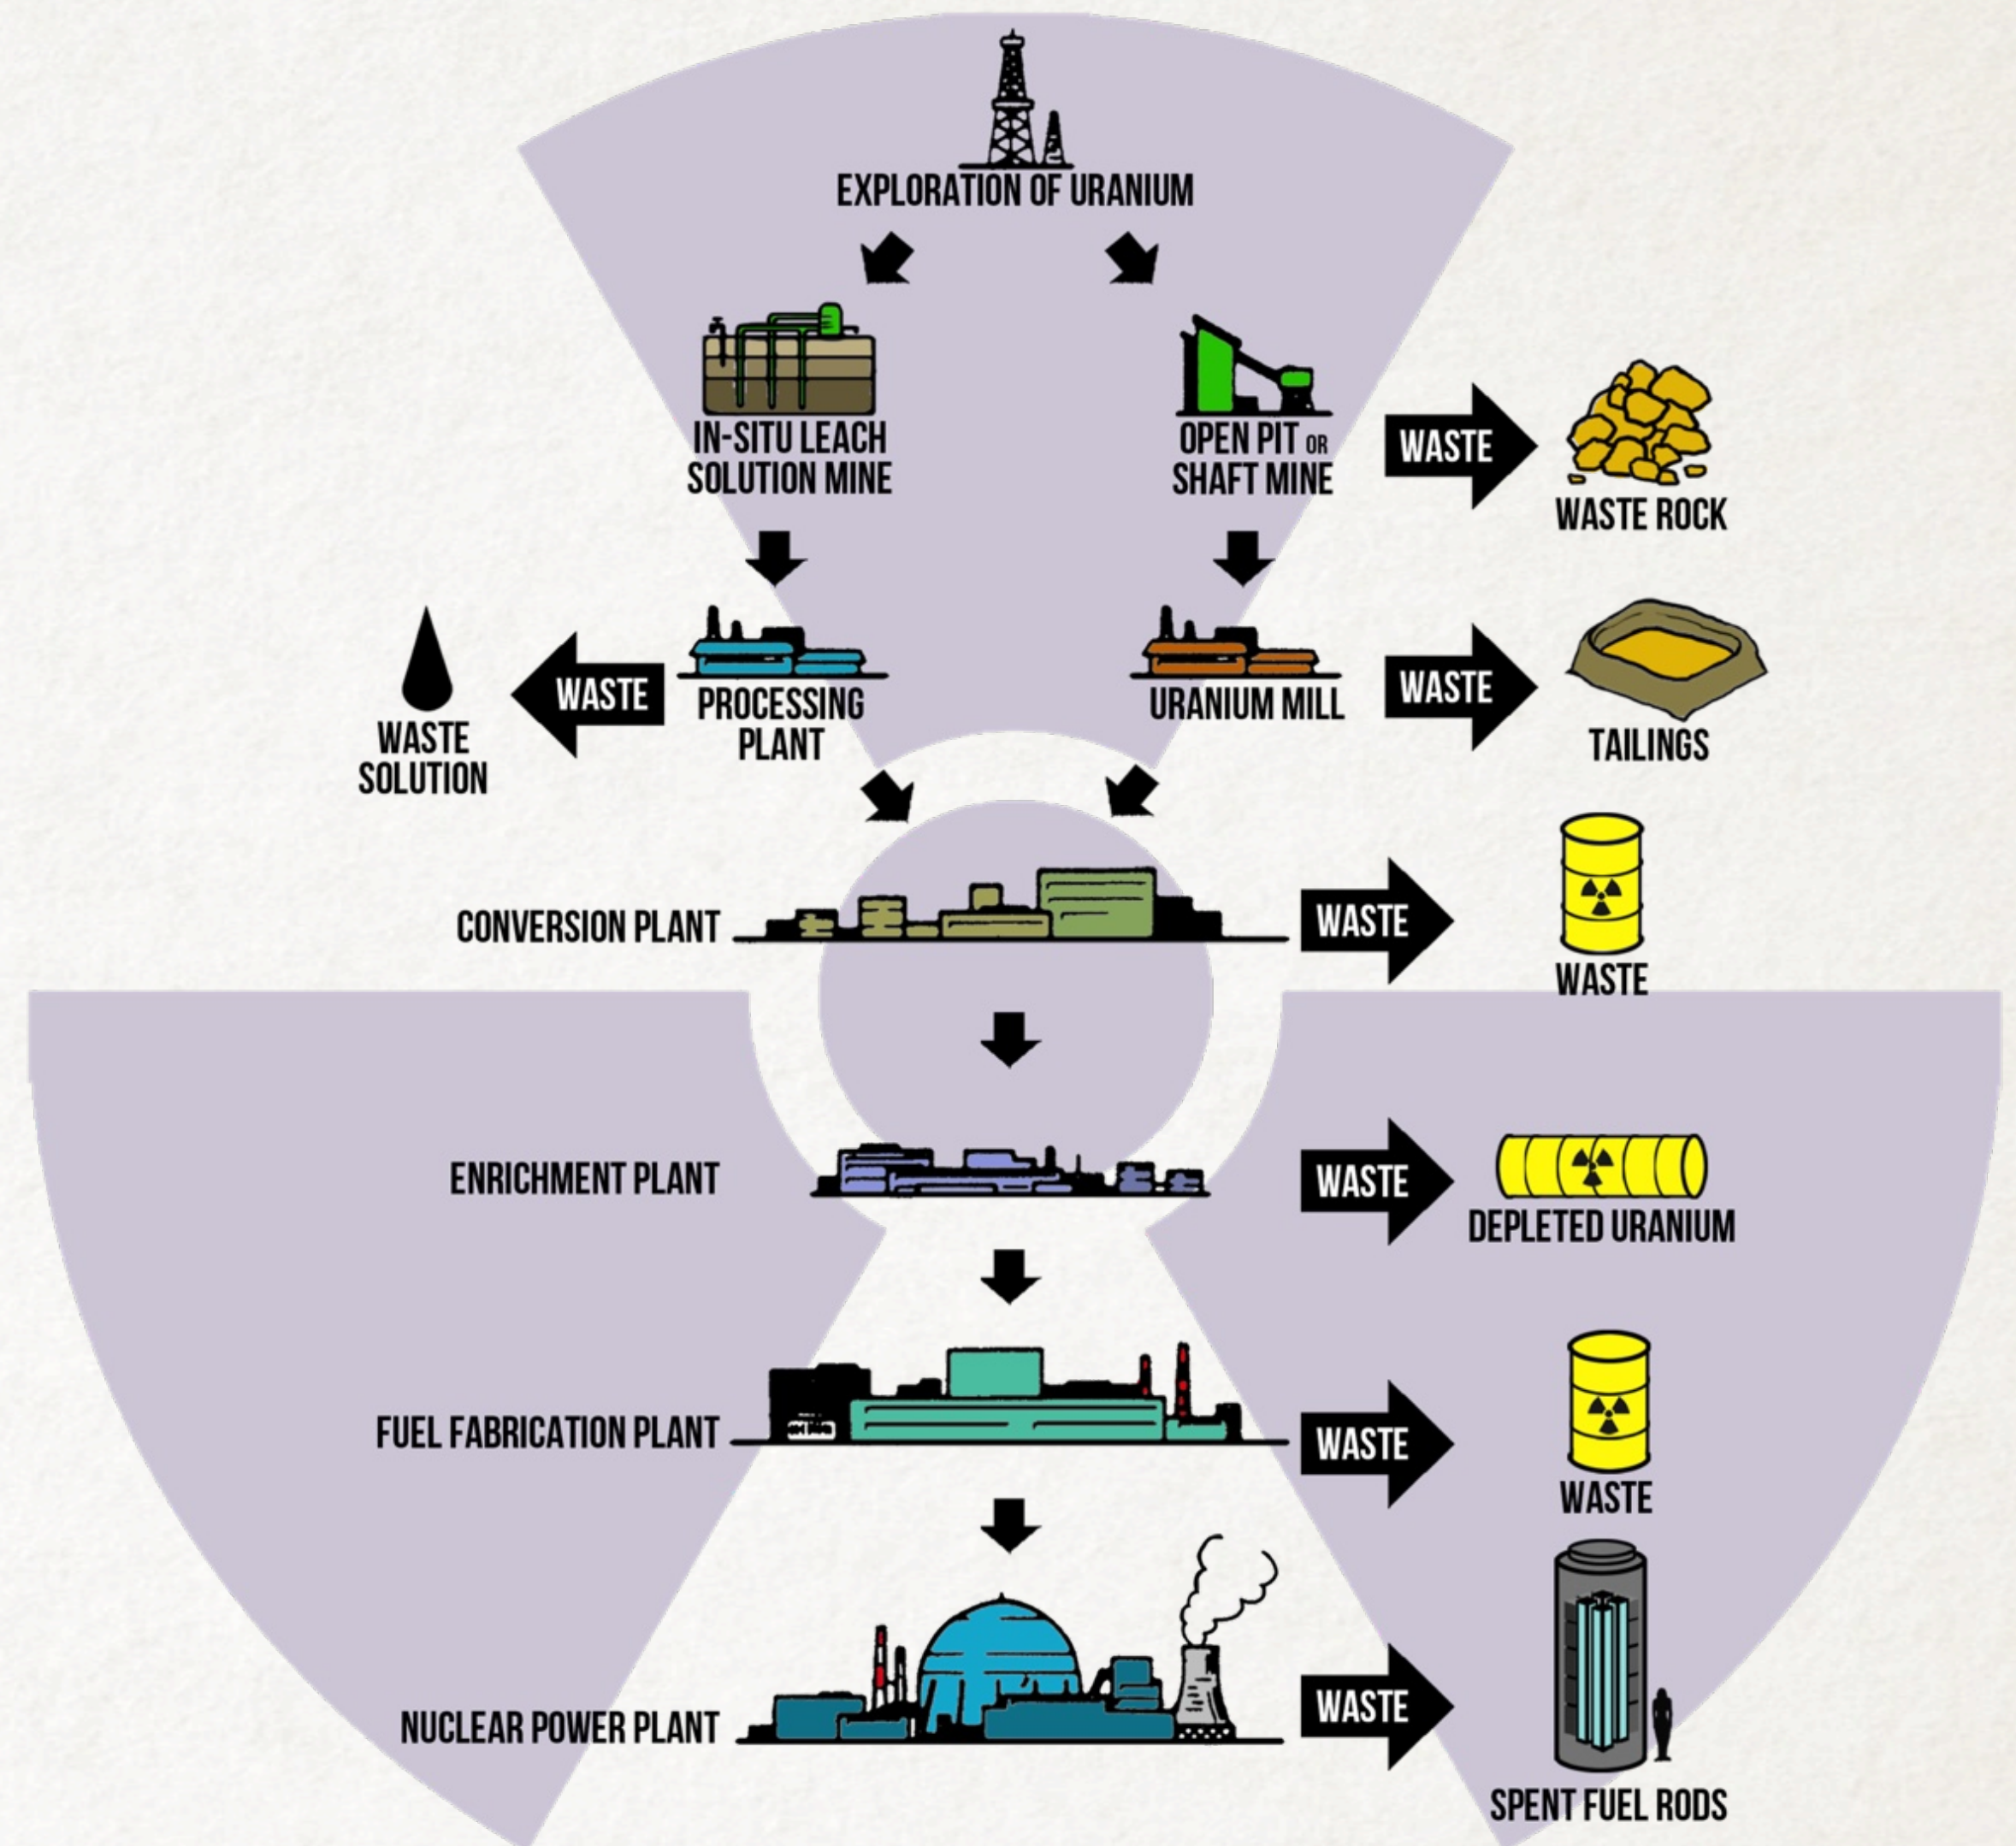 EXPLORATION OF URANIUM
IN-SITU LEACH
SOLUTION MINE
OPEN PIT OR
SHAFT MINE
WASTE
WASTE ROCK
WASTE
SOLUTION
WASTE
PROCESSING
PLANT
URANIUM MILL
WASTE
TAILINGS
CONVERSION PLANT
WASTE
WASTE
ENRICHMENT PLANT
WASTE
DEPLETED URANIUM
FUEL FABRICATION PLANT
WASTE
WASTE
NUCLEAR POWER PLANT
WASTE
SPENT FUEL RODS